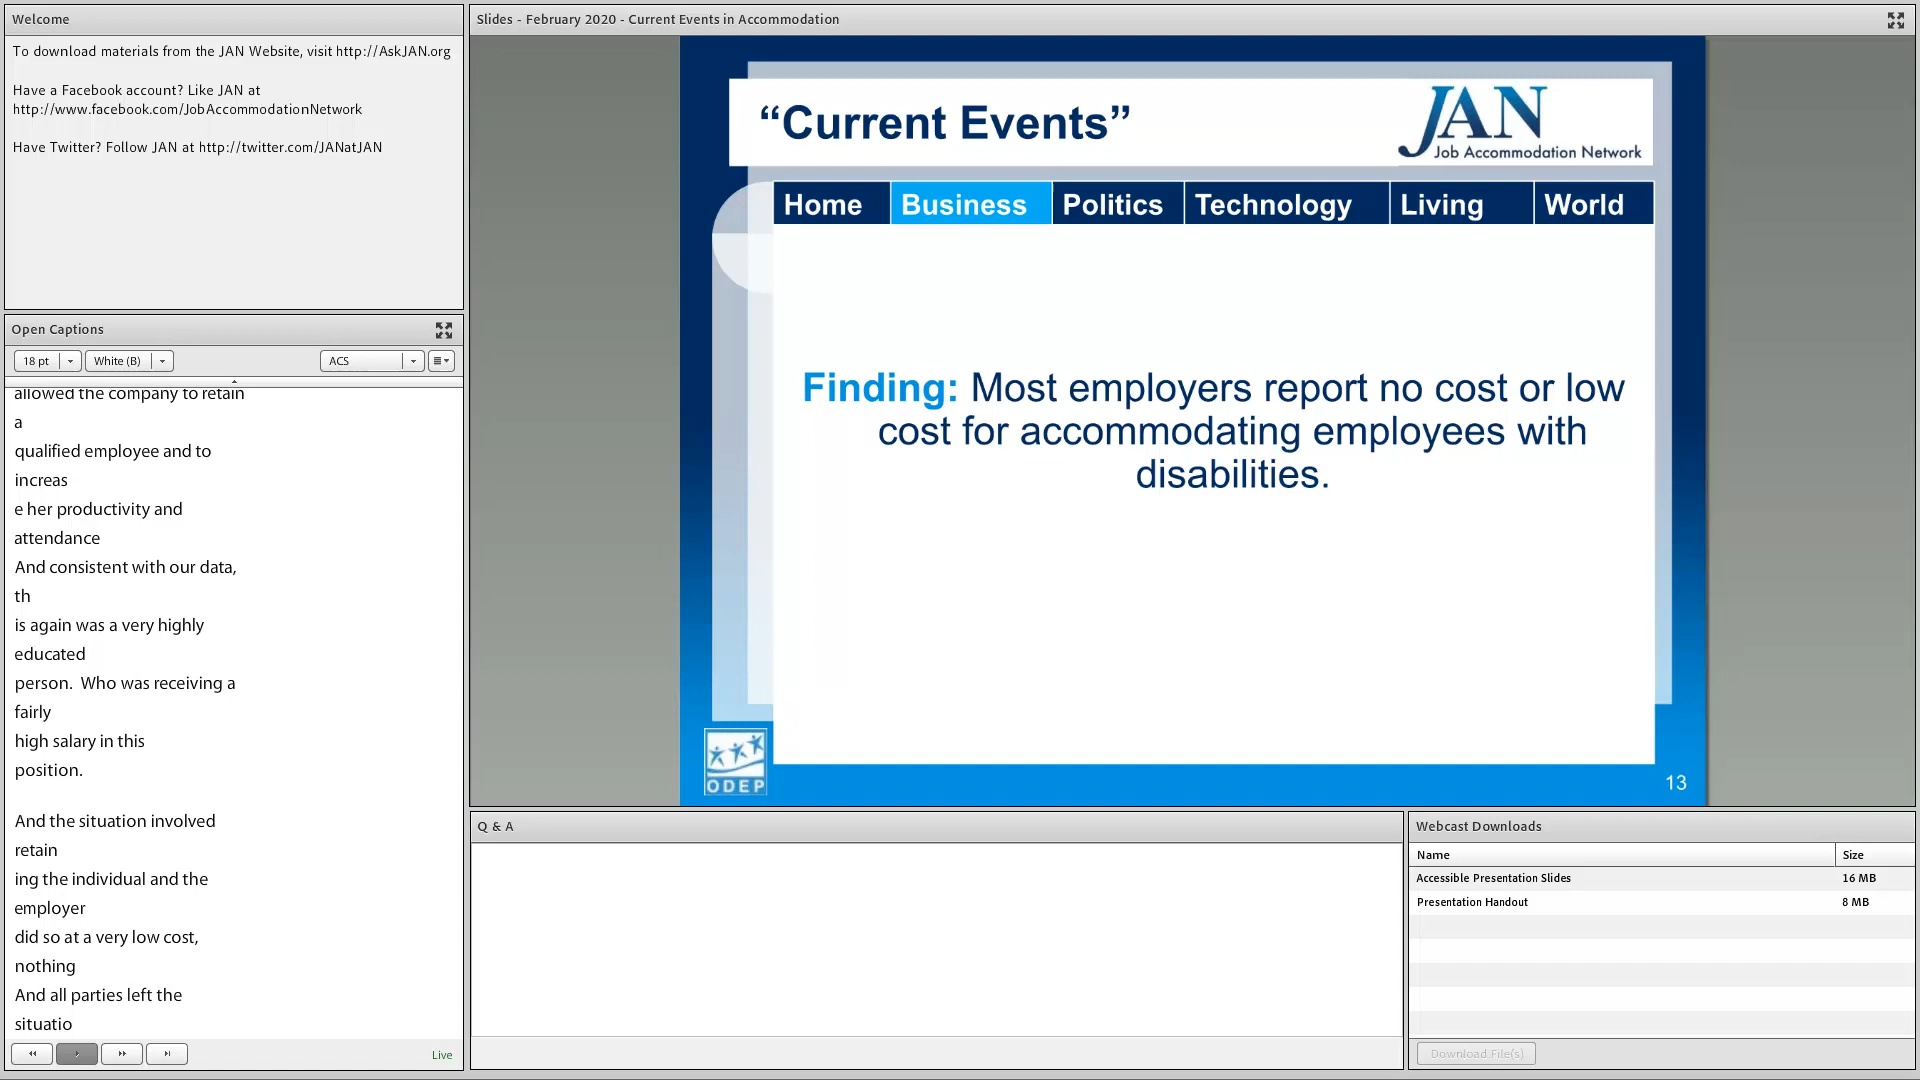 Welcome
To download materials from the JAN Website, visit http://AskJAN.org
Have a Facebook account? Like JAN at
http://www.facebook.com/JobAccommodationNetwork
Have Twitter? Follow JAN at http://twitter.com/JANatJAN
Open Captions
18 pt
White (B)
ACS
allowed the company to retain
a
qualified employee and to
increas
e her productivity and
attendance
And consistent with our data,
th
is again was a very highly
educated
person.  Who was receiving a
fairly
high salary in this
position.
And the situation involved
retain
ing the individual and the
employer
did so at a very low cost,
nothing
And all parties left the
situatio
Live
Slides - February 2020 - Current Events in Accommodation
“Current Events”
JAN
Job Accommodation Network
Home Business Politics Technology Living World
Finding: Most employers report no cost or low
cost for accommodating employees with
disabilities.
ODEP
13
Q & A
Webcast Downloads
Name Size
Accessible Presentation Slides 16 MB
Presentation Handout 8 MB
Download File(s)